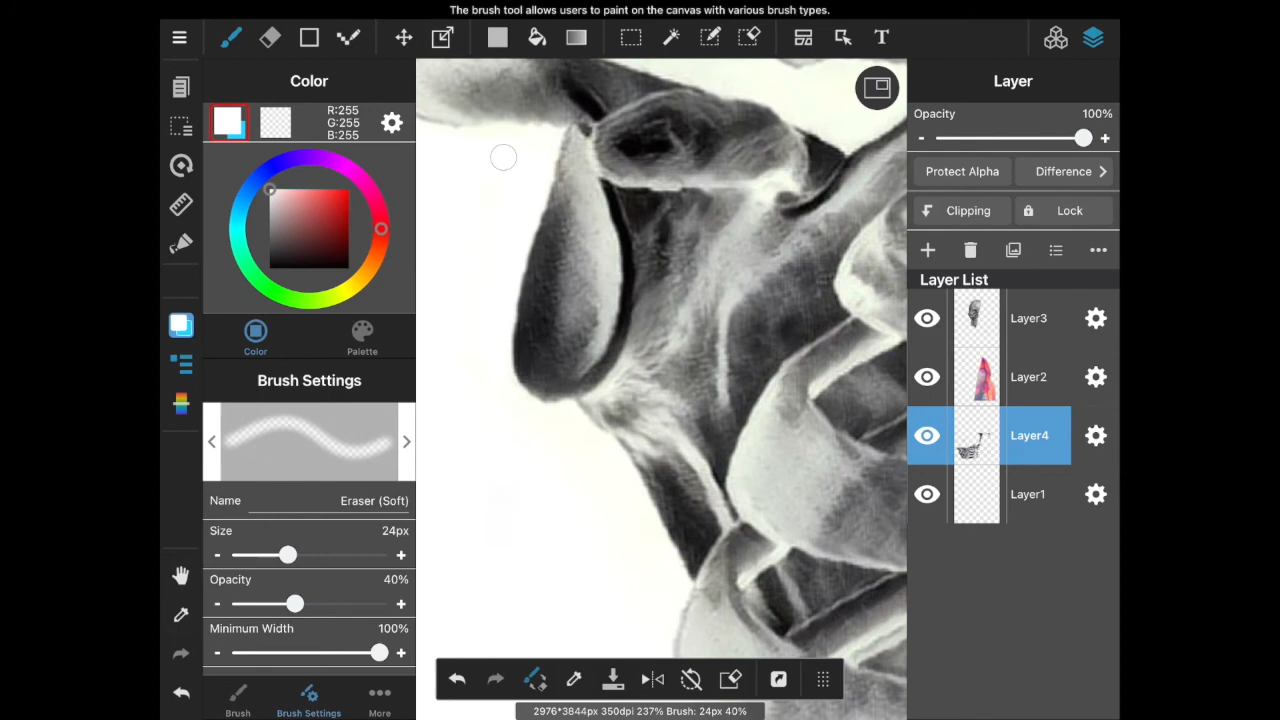 The brush tool allows users to paint on the canvas with various brush types.
T
Color
R:255
G:255
B:255
Color
Palette
Brush Settings
Name
Eraser (Soft)
Size
24px
-
+
Opacity
40%
-
+
Minimum Width
100%
-
+
Brush
Brush Settings
More
2976*3844px 350dpi 237% Brush: 24px 40%
Layer
Opacity
100%
-
+
Protect Alpha
Difference
Clipping
Lock
Layer List
Layer3
Layer2
Layer4
Layer1